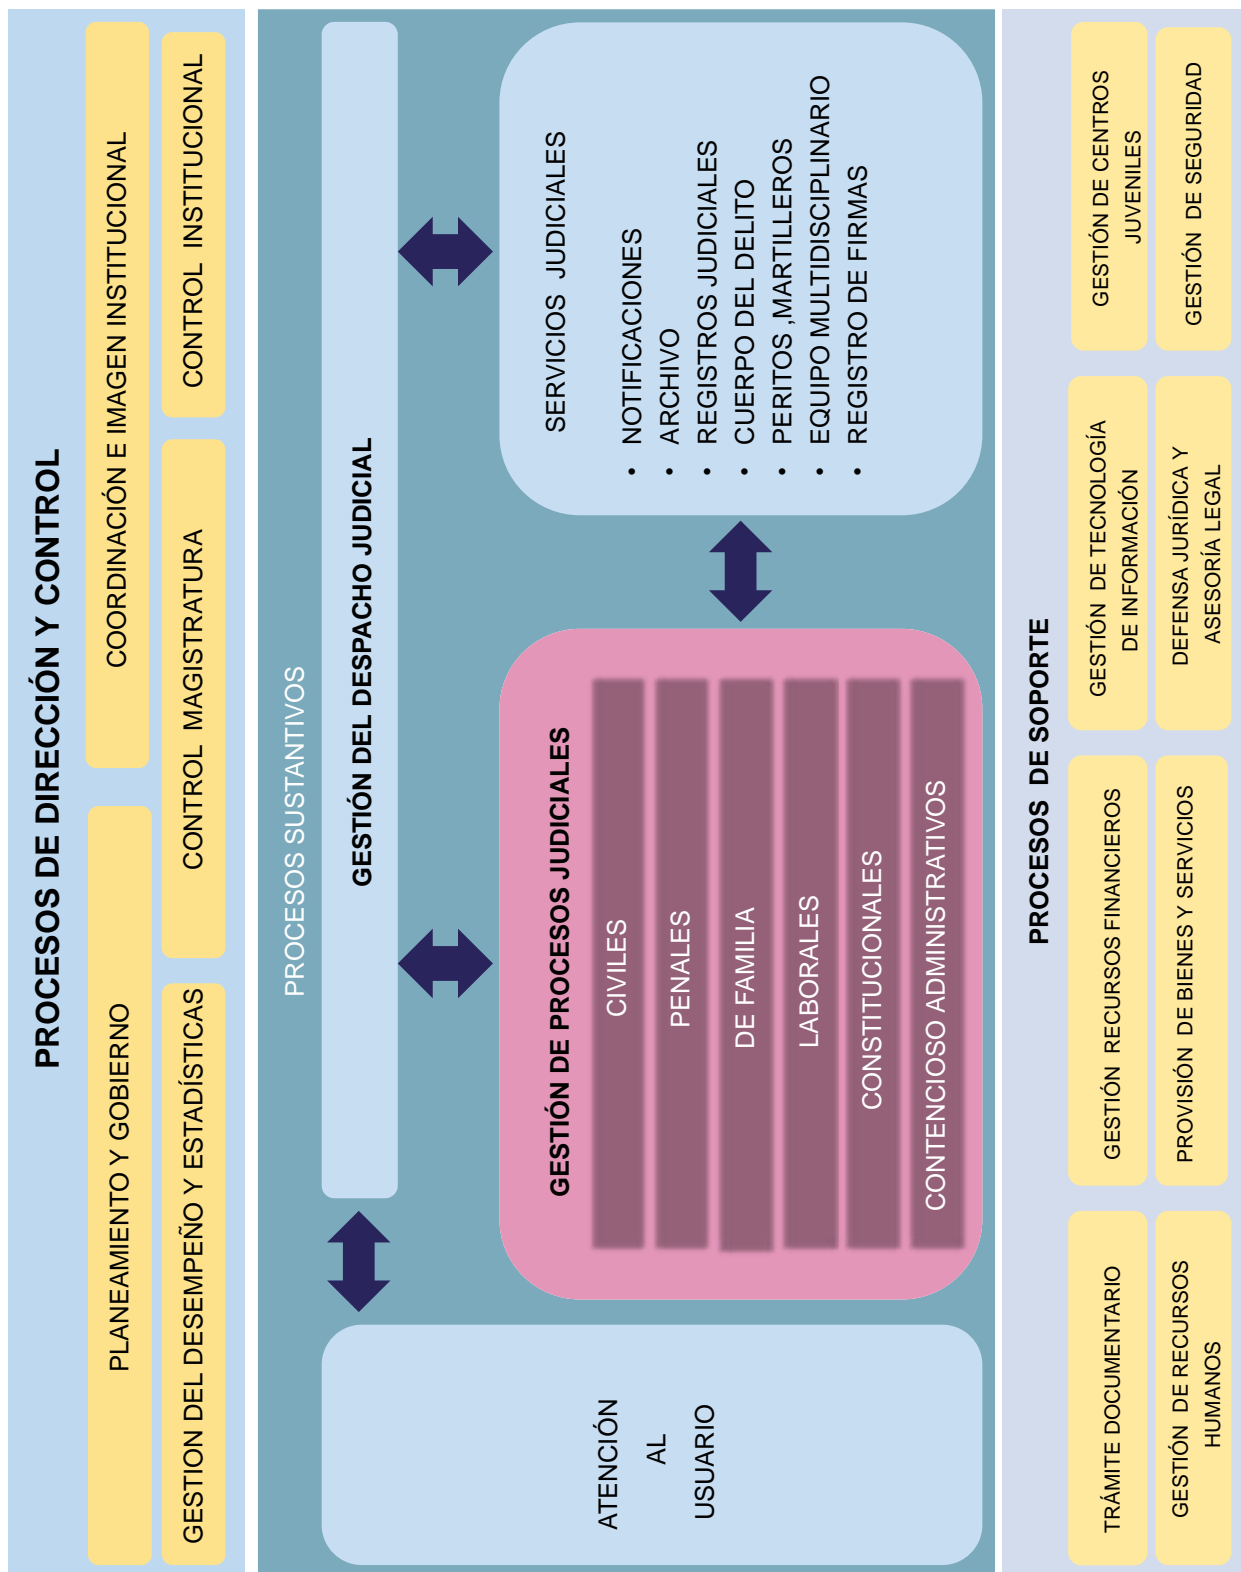 PROCESOS DE DIRECCIÓN Y CONTROL
PLANEAMIENTO Y GOBIERNO
COORDINACIÓN E IMAGEN INSTITUCIONAL
GESTION DEL DESEMPEÑO Y ESTADÍSTICAS
CONTROL MAGISTRATURA
CONTROL INSTITUCIONAL
PROCESOS SUSTANTIVOS
GESTIÓN DEL DESPACHO JUDICIAL
ATENCIÓN
AL
USUARIO
GESTIÓN DE PROCESOS JUDICIALES
CIVILES
PENALES
DE FAMILIA
LABORALES
CONSTITUCIONALES
CONTENCIOSO ADMINISTRATIVOS
SERVICIOS JUDICIALES
• NOTIFICACIONES
• ARCHIVO
• REGISTROS JUDICIALES
• CUERPO DEL DELITO
• PERITOS ,MARTILLEROS
• EQUIPO MULTIDISCIPLINARIO
• REGISTRO DE FIRMAS
PROCESOS DE SOPORTE
TRÁMITE DOCUMENTARIO
GESTIÓN RECURSOS FINANCIEROS
GESTIÓN DE TECNOLOGÍA
DE INFORMACIÓN
GESTIÓN DE CENTROS
JUVENILES
GESTIÓN DE RECURSOS
HUMANOS
PROVISIÓN DE BIENES Y SERVICIOS
DEFENSA JURÍDICA Y
ASESORÍA LEGAL
GESTIÓN DE SEGURIDAD